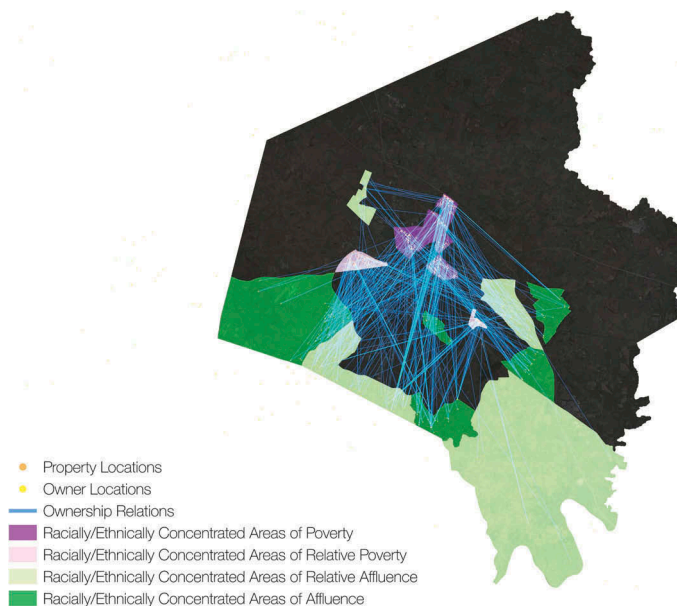 Property Locations
Owner Locations
Ownership Relations
Racially/Ethnically Concentrated Areas of Poverty
Racially/Ethnically Concentrated Areas of Relative Poverty
Racially/Ethnically Concentrated Areas of Relative Affluence
Racially/Ethnically Concentrated Areas of Affluence